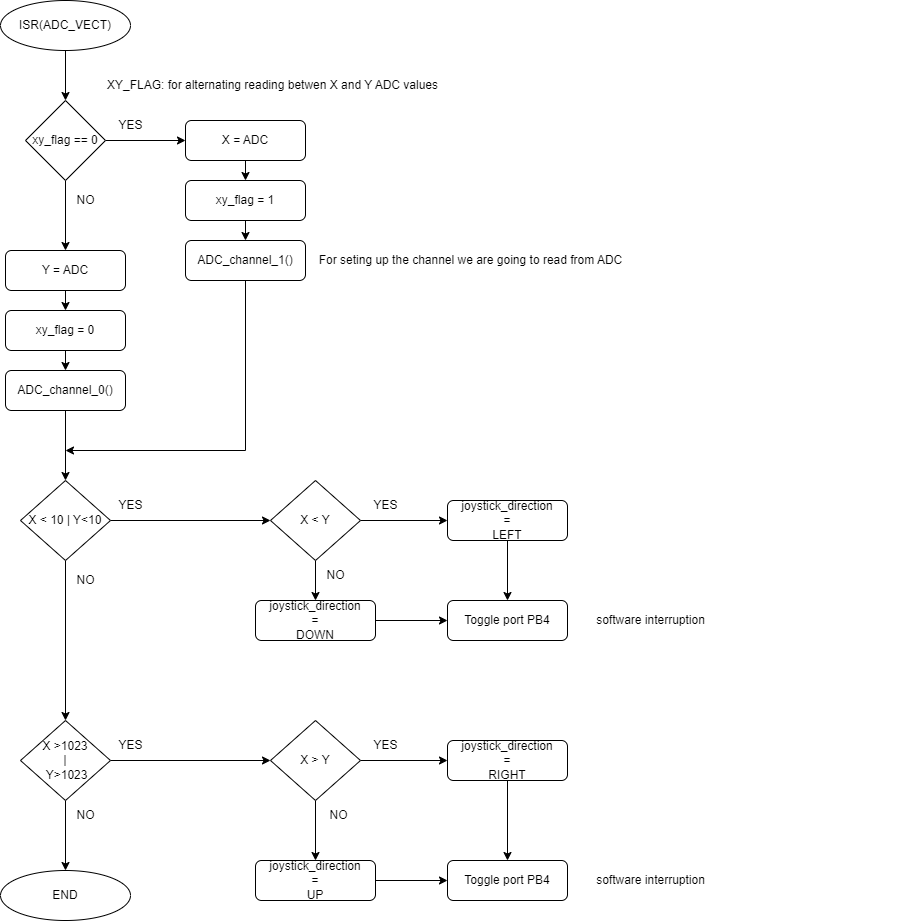 ISR(ADC_VECT)
XY_FLAG: for alternating reading betwen X and Y ADC values
YES
xy_flag == 0
X = ADC
NO
xy_flag = 1
ADC_channel_1()
For seting up the channel we are going to read from ADC
Y = ADC
xy_flag = 0
ADC_channel_0()
X < 10 | Y<10
YES
X < Y
YES
joystick_direction
=
LEFT
NO
NO
joystick_direction
=
DOWN
Toggle port PB4
software interruption
X >1023
|
Y>1023
YES
X > Y
YES
joystick_direction
=
RIGHT
NO
NO
joystick_direction
=
UP
Toggle port PB4
software interruption
END